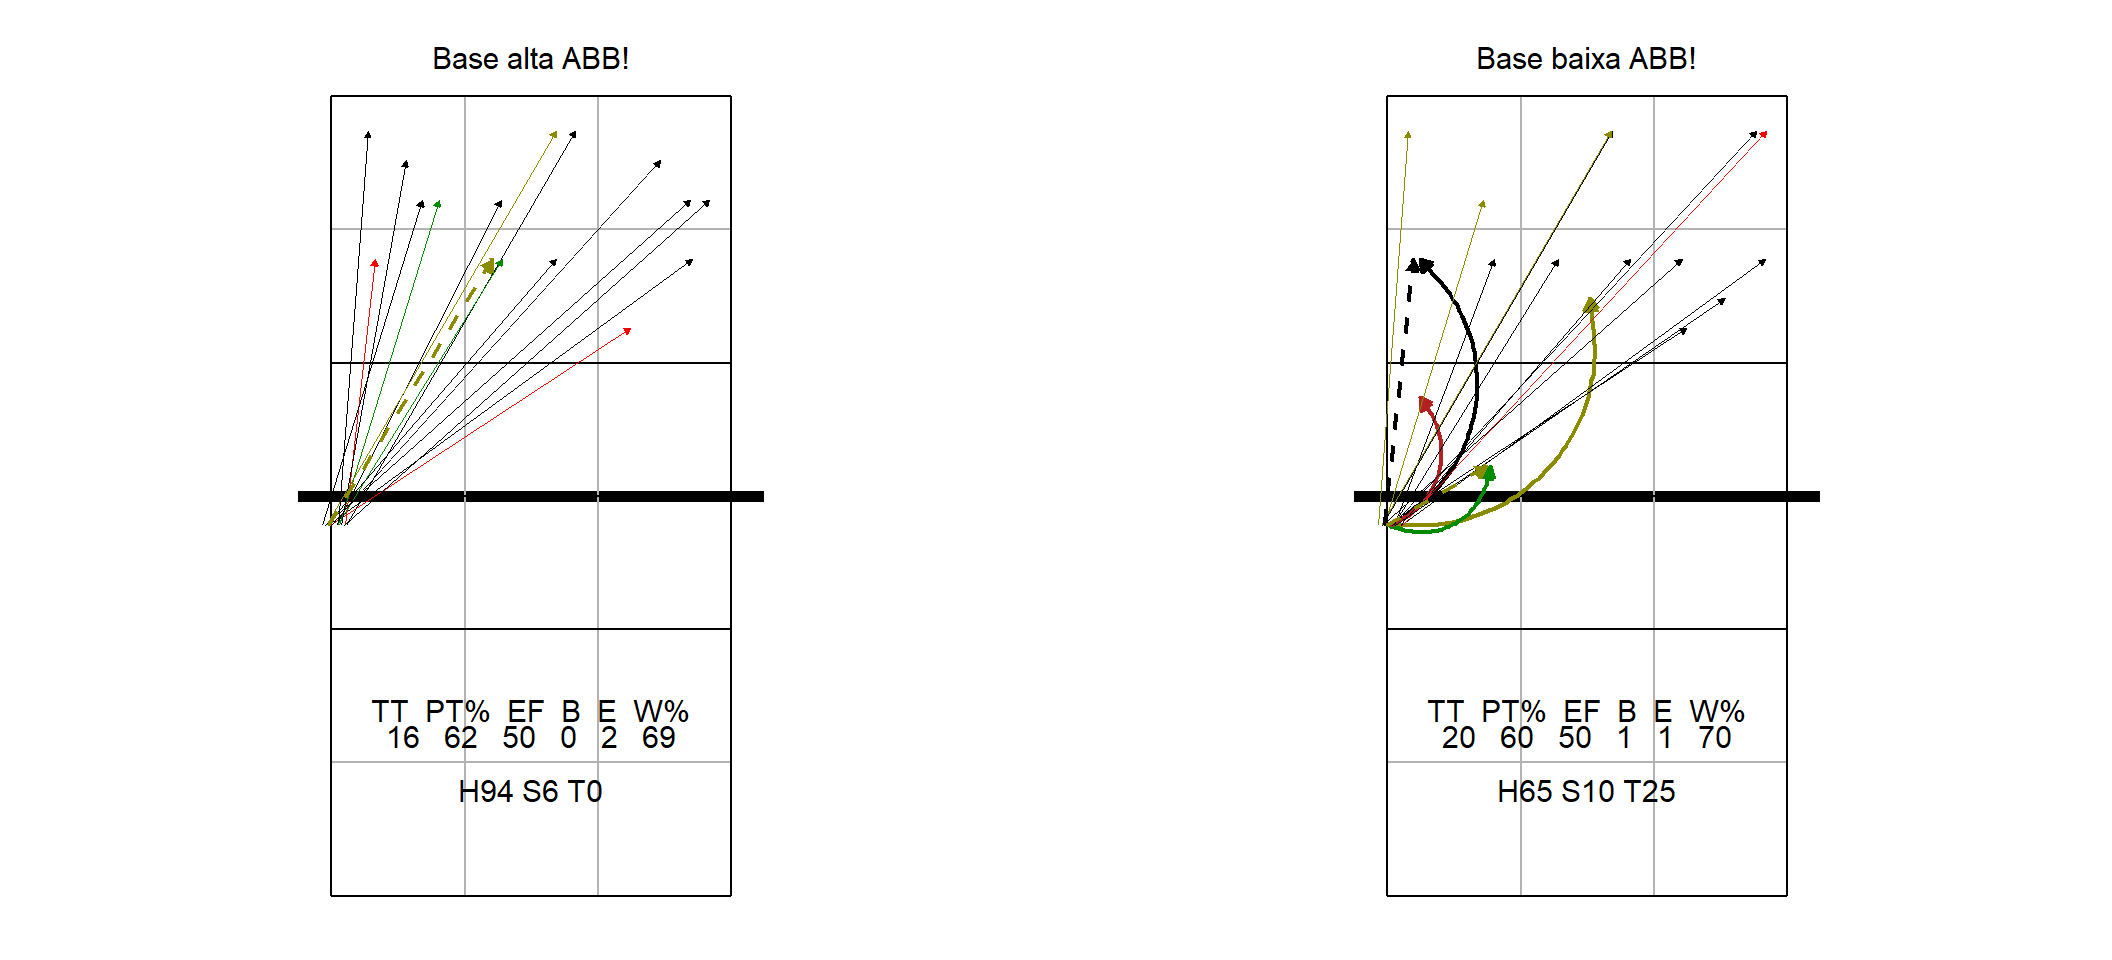 Base alta ABB!
TT PT% EF B E W%
16 62 50 0 2 69
H94 S6 T0
Base baixa ABB!
TT PT% EF B E W%
20 60 50 1 1 70
H65 S10 T25